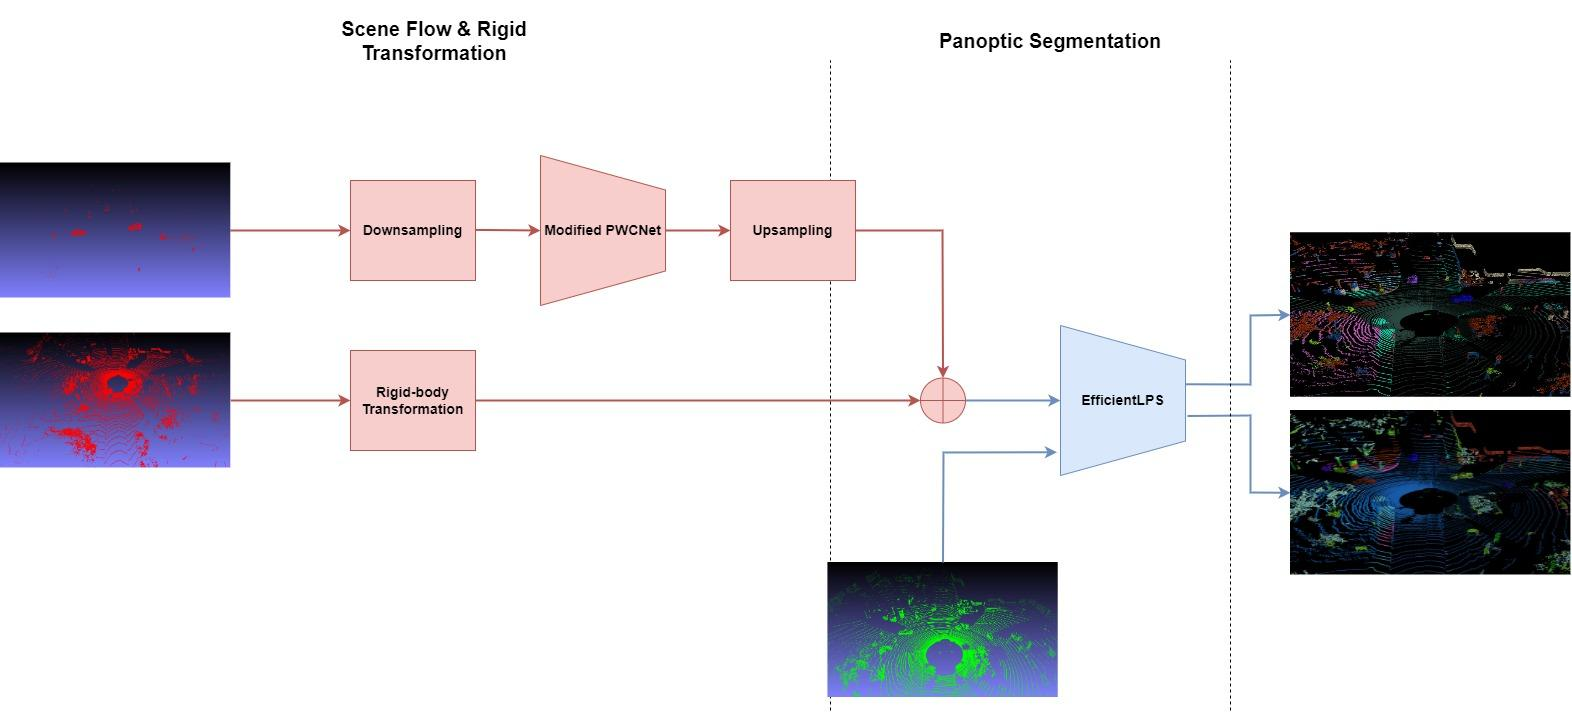 Scene Flow & Rigid
Transformation
Panoptic Segmentation
Downsampling
Modified PWCNet
Upsampling
Rigid-body
Transformation
EfficientLPS